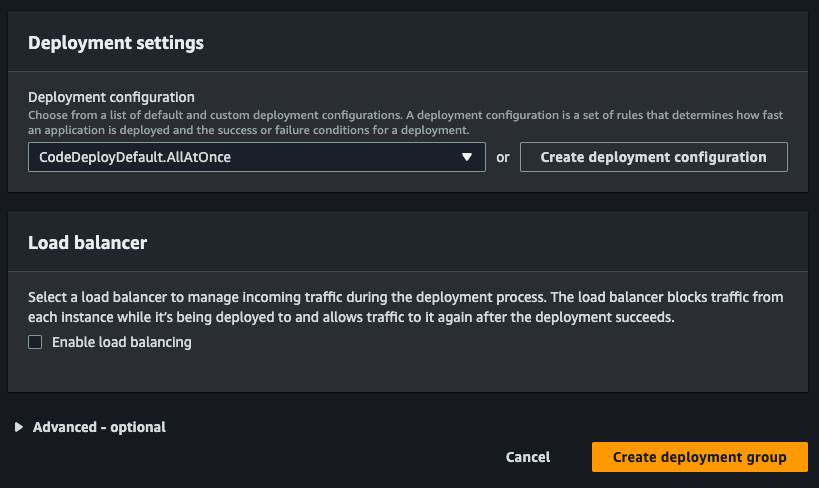 Deployment settings
Deployment configuration
Choose from a list of default and custom deployment configurations. A deployment configuration is a set of rules that determines how fast
an application is deployed and the success or failure conditions for a deployment.
CodeDeployDefault.AllAtOnce or Create deployment configuration
Load balancer
Select a load balancer to manage incoming traffic during the deployment process. The load balancer blocks traffic from
each instance while it's being deployed to and allows traffic to it again after the deployment succeeds.
Enable load balancing
Advanced - optional
Cancel Create deployment group